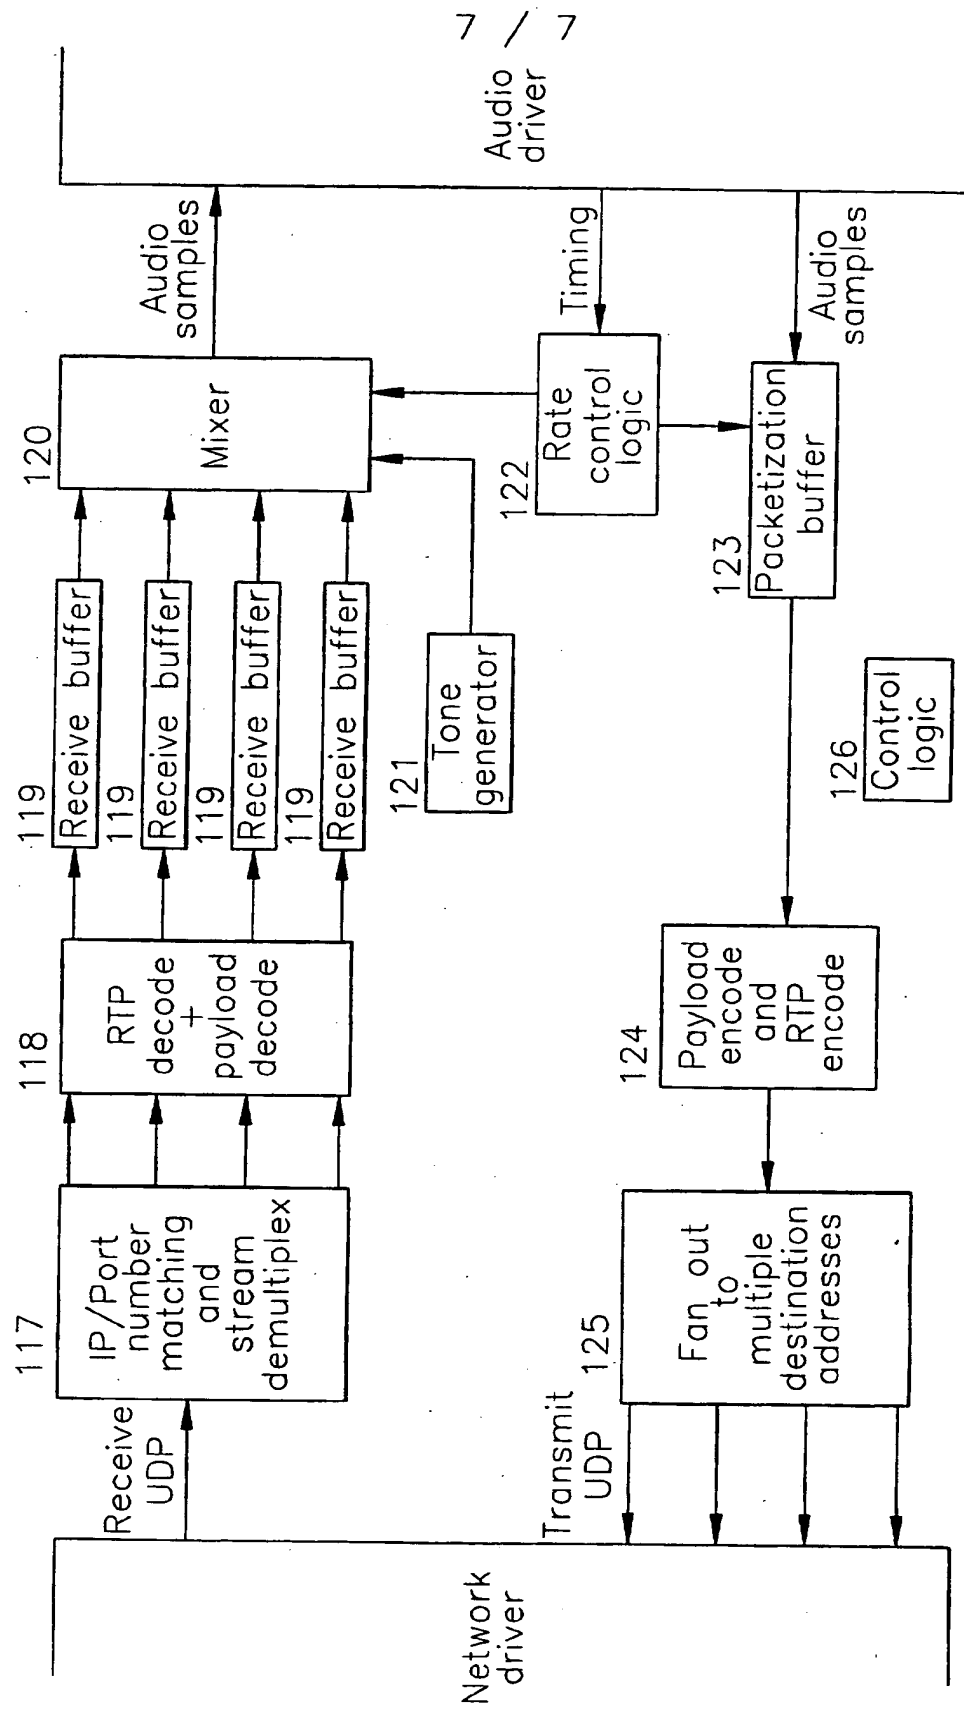 7 / 7
Network
driver
Receive
UDP
117
IP/Port
number
matching
and
stream
demultiplex
118
RTP
decode
+
payload
decode
119
Receive buffer
119
Receive buffer
119
Receive buffer
119
Receive buffer
120
Mixer
Audio
samples
Audio
driver
121
Tone
generator
122
Rate
control
logic
Timing
123
Packetization
buffer
Audio
samples
126
Control
logic
124
Payload
encode
and
RTP
encode
125
Fan out
to
multiple
destination
addresses
Transmit
UDP